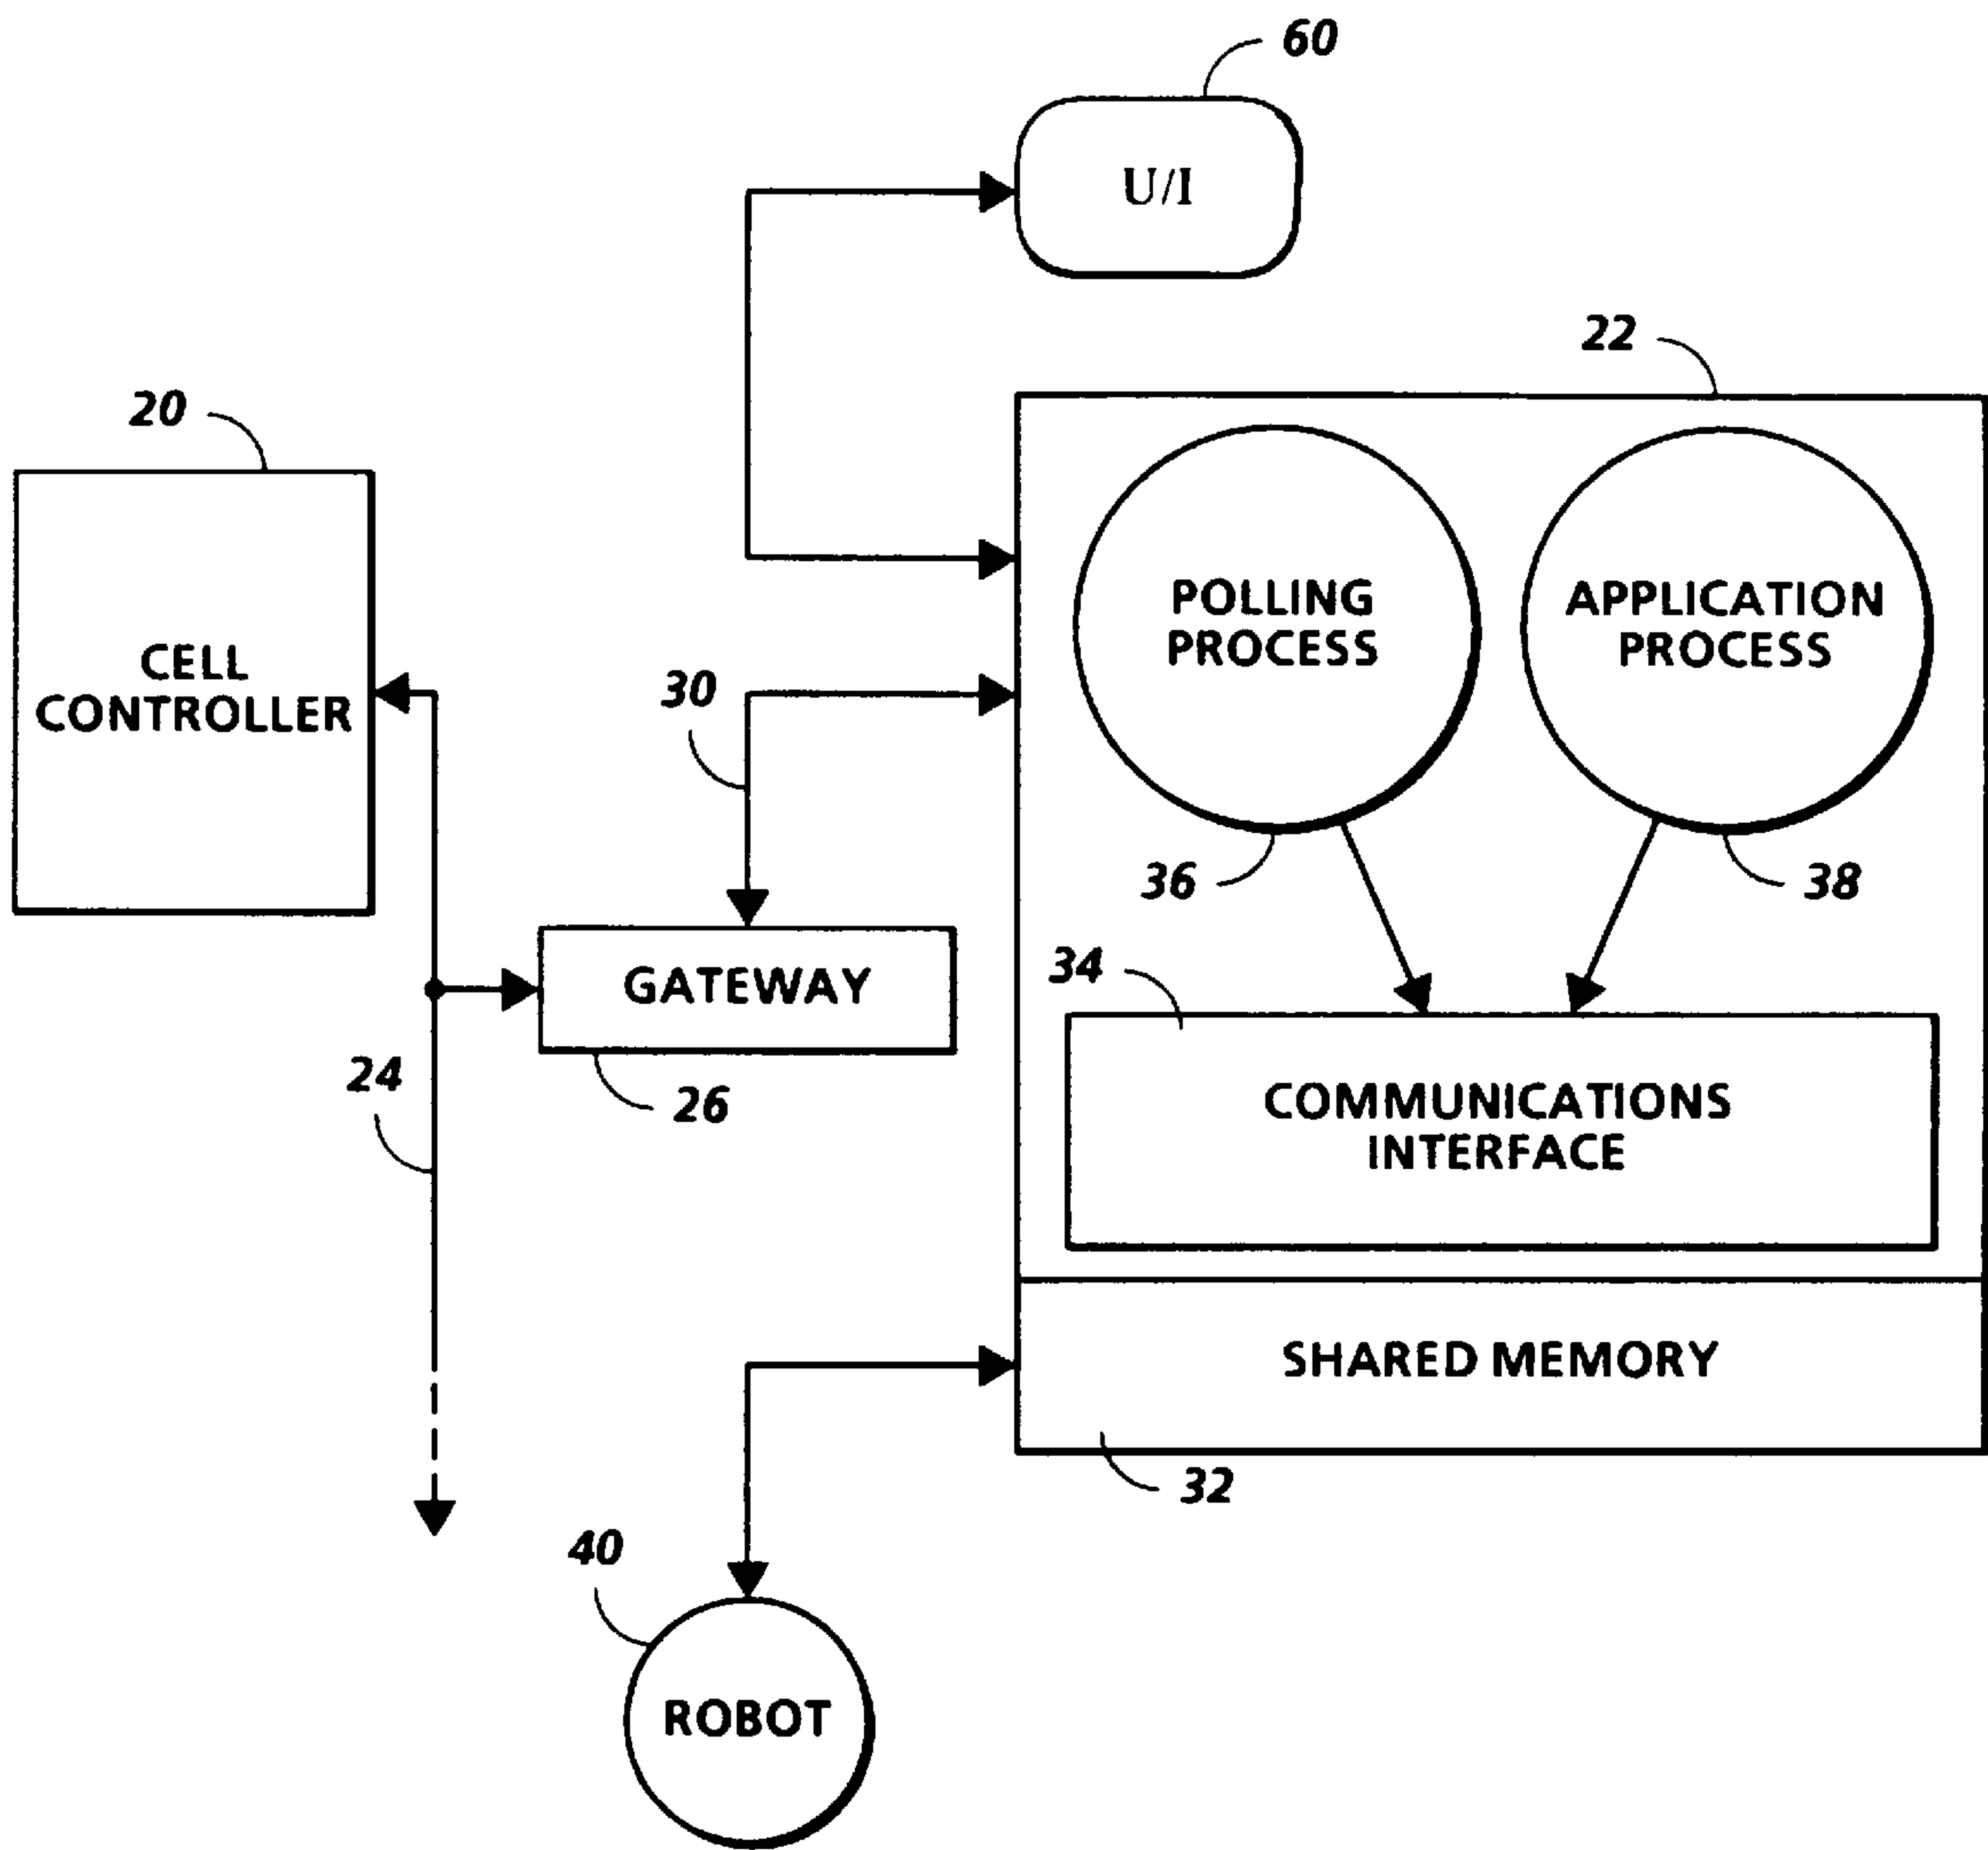 60
U/I
22
20
POLLING
PROCESS
APPLICATION
PROCESS
CELL
CONTROLLER
30
36
38
34
GATEWAY
24
26
COMMUNICATIONS
INTERFACE
SHARED MEMORY
32
40
ROBOT